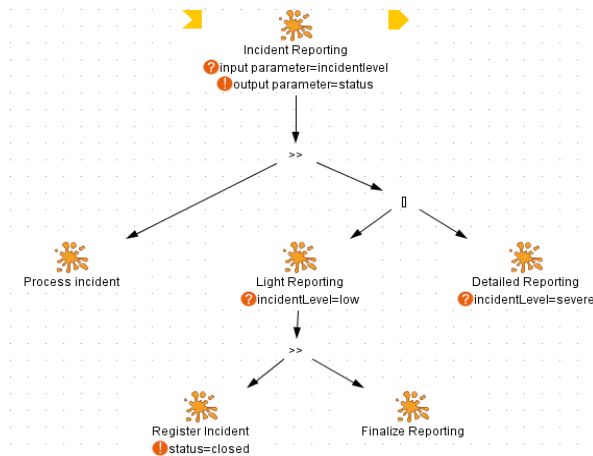 Incident Reporting
? input parameter=incidentlevel
! output parameter=status
>>
[]
Process incident
Light Reporting
Detailed Reporting
? incidentLevel=low
? incidentLevel=severe
>>
Register Incident
Finalize Reporting
! status=closed